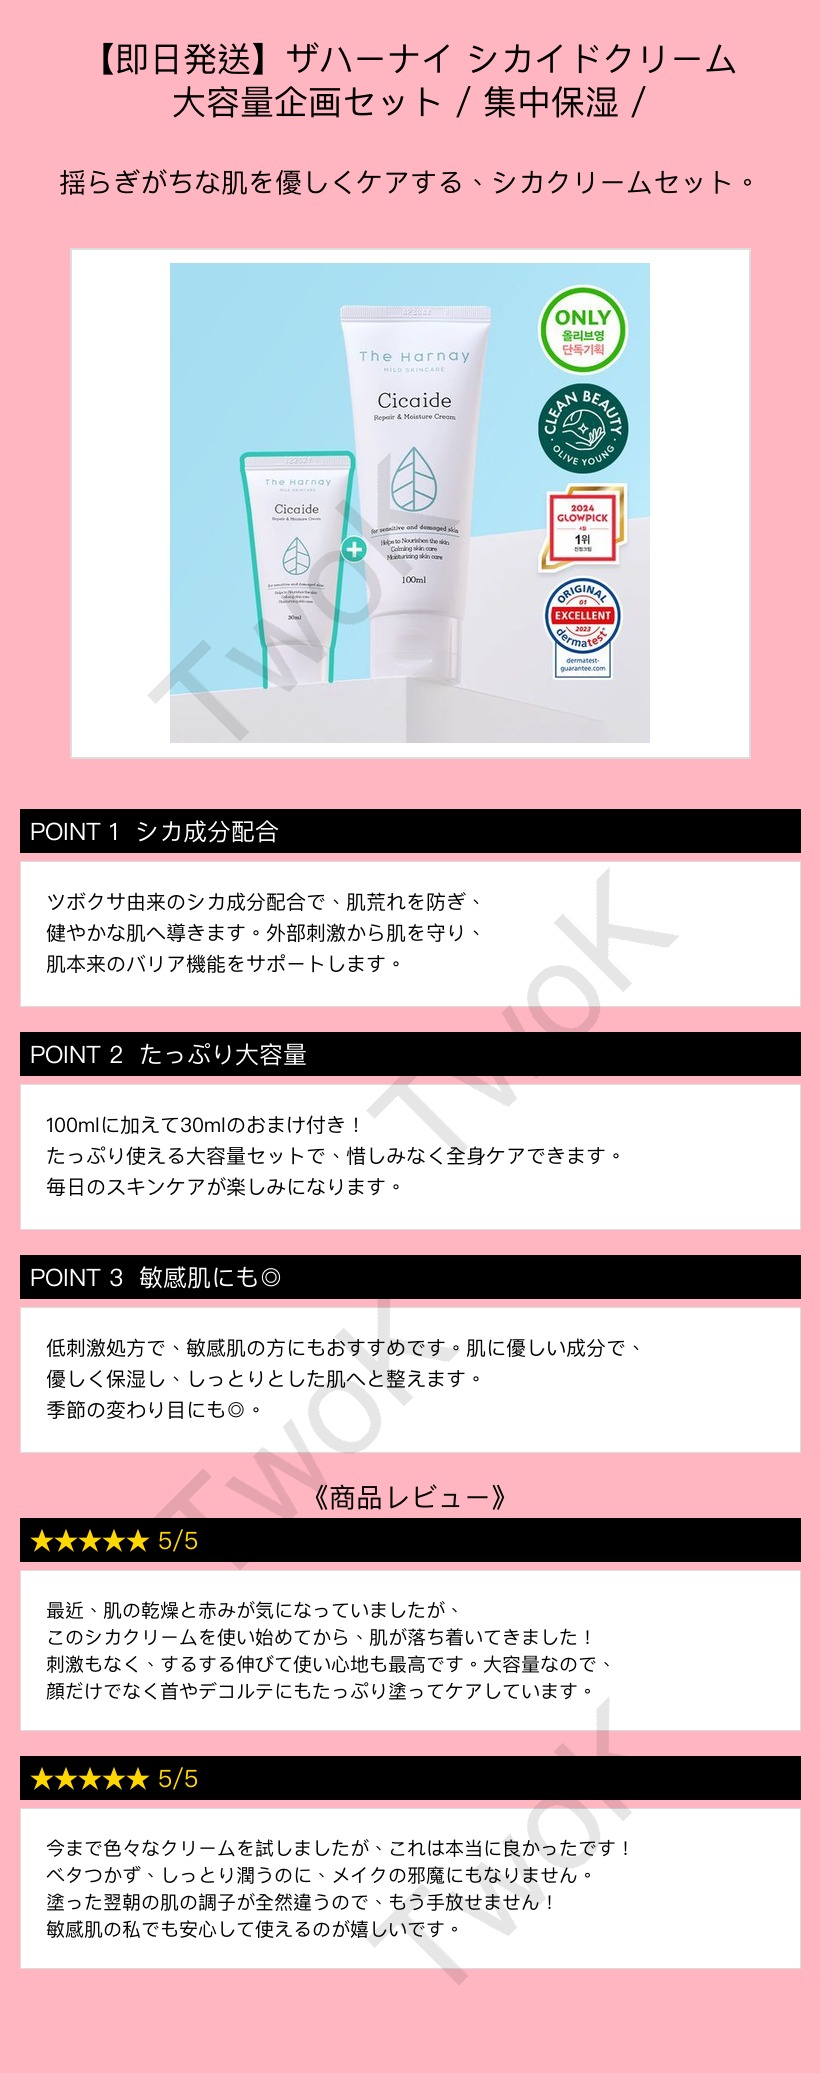 【即日発送】ザハーナイ シカイドクリーム
大容量企画セット / 集中保湿 /
揺らぎがちな肌を優しくケアする、シカクリームセット。
The Harnay
MILD SKINCARE
Cicaide
Repair & Moisture Cream
for sensitive and damaged skin
Helps to Nourishes the skin
Calming skin care
Moisturizing skin care
100ml
The Harnay
MILD SKINCARE
Cicaide
Repair & Moisture Cream
for sensitive and damaged skin
Helps to Nourishes the skin
Calming skin care
Moisturizing skin care
30ml
+
ONLY
올리브영
단독기획
CLEAN BEAUTY
OLIVE YOUNG
2024
GLOWPICK
1위
ORIGINAL
01
EXCELLENT
2023
dermatest
dermatest-
guarantee.com
TwoK
POINT 1 シカ成分配合
ツボクサ由来のシカ成分配合で、肌荒れを防ぎ、
健やかな肌へ導きます。外部刺激から肌を守り、
肌本来のバリア機能をサポートします。
TwoK
POINT 2 たっぷり大容量
100mlに加えて30mlのおまけ付き！
たっぷり使える大容量セットで、惜しみなく全身ケアできます。
毎日のスキンケアが楽しみになります。
POINT 3 敏感肌にも◎
低刺激処方で、敏感肌の方にもおすすめです。肌に優しい成分で、
優しく保湿し、しっとりとした肌へと整えます。
季節の変わり目にも◎。
TwoK
《商品レビュー》
★★★★★ 5/5
最近、肌の乾燥と赤みが気になっていましたが、
このシカクリームを使い始めてから、肌が落ち着いてきました！
刺激もなく、するする伸びて使い心地も最高です。大容量なので、
顔だけでなく首やデコルテにもたっぷり塗ってケアしています。
★★★★★ 5/5
今まで色々なクリームを試しましたが、これは本当に良かったです！
ベタつかず、しっとり潤うのに、メイクの邪魔にもなりません。
塗った翌朝の肌の調子が全然違うので、もう手放せません！
敏感肌の私でも安心して使えるのが嬉しいです。
TwoK